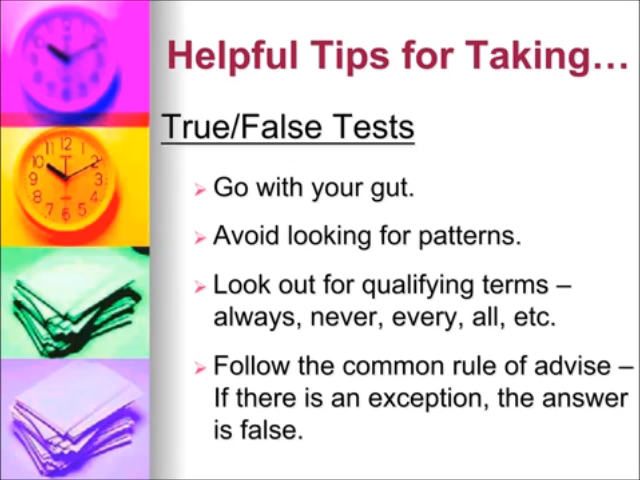 Helpful Tips for Taking…
True/False Tests
Go with your gut.
Avoid looking for patterns.
Look out for qualifying terms –
always, never, every, all, etc.
Follow the common rule of advise –
If there is an exception, the answer
is false.